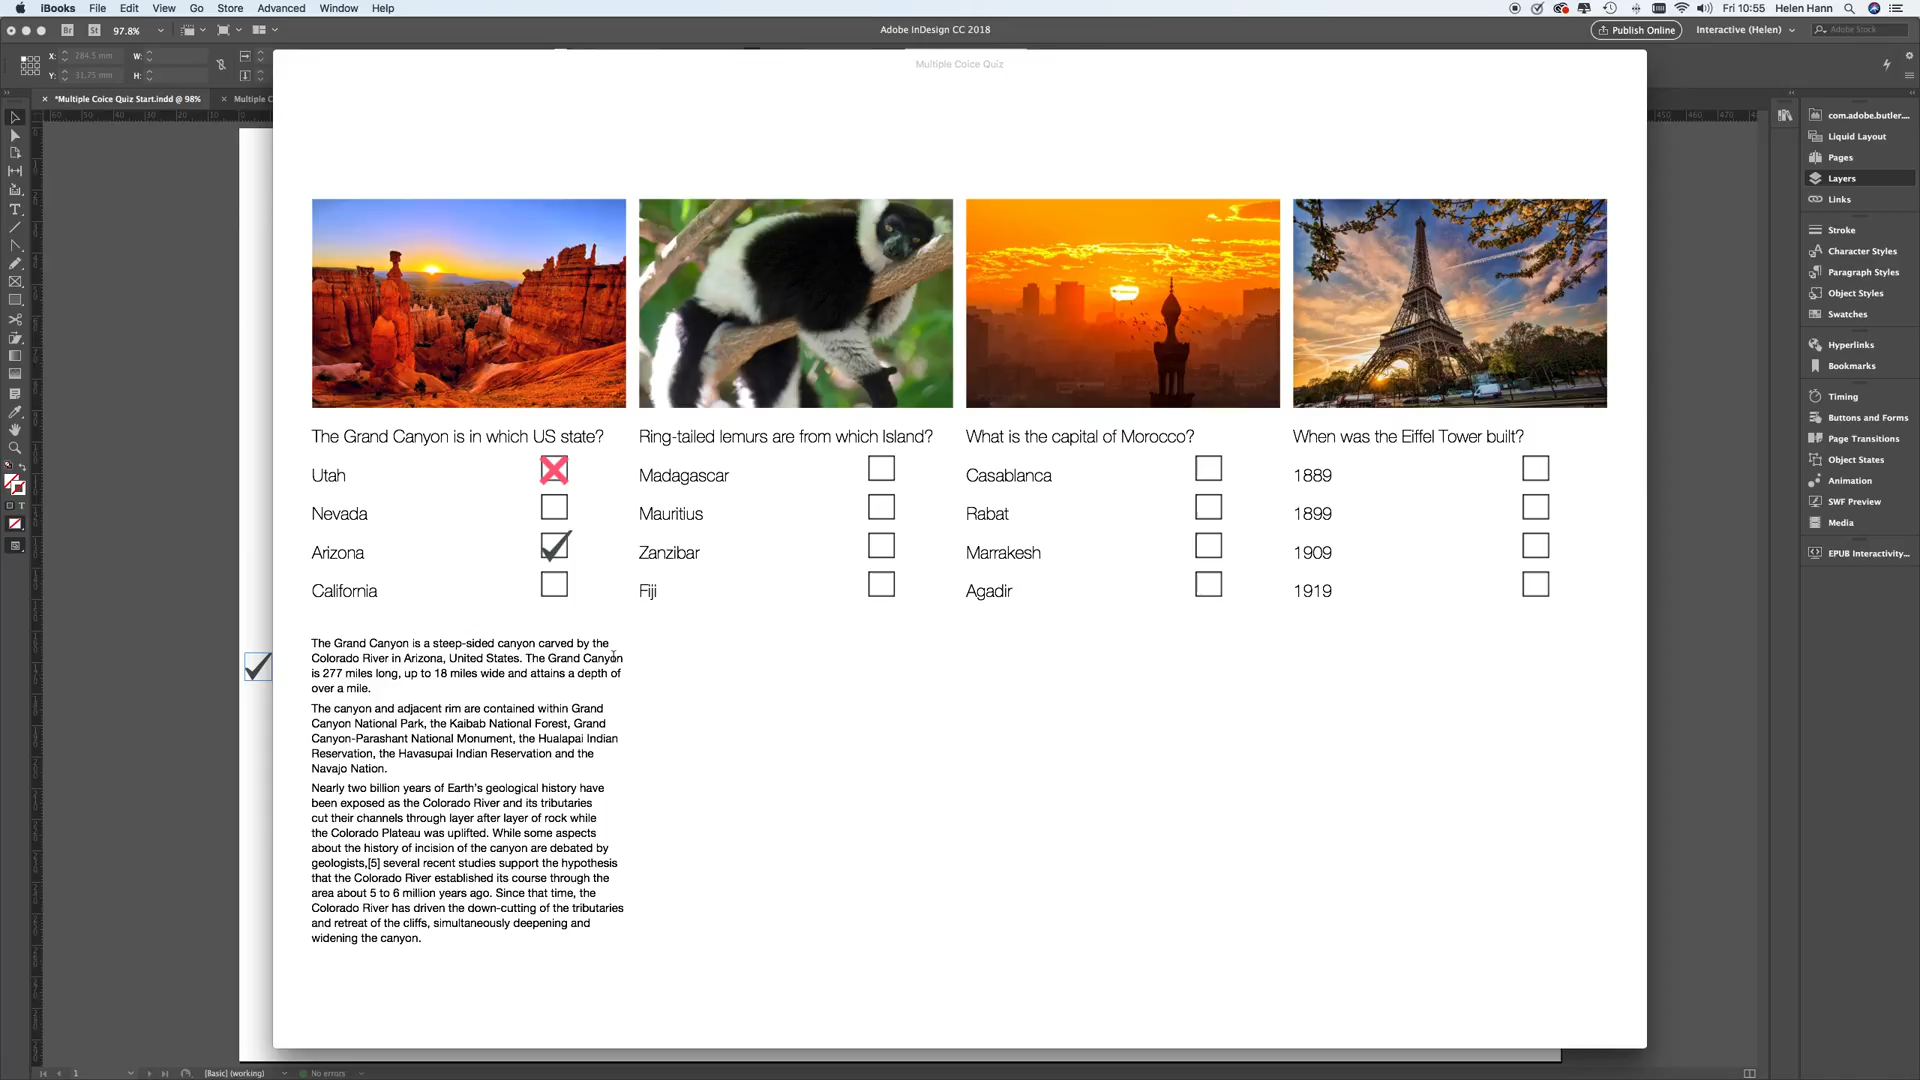 iBooks File Edit View Go Store Advanced Window Help Fri 10:55 Helen Hann
Br St 97.8% Adobe InDesign CC 2018 Publish Online Interactive (Helen) Adobe Stock
X: 284.5 mm W:
Y: 31.75 mm H:
Multiple Coice Quiz
*Multiple Coice Quiz Start.indd @ 98% Multiple C
com.adobe.butler....
Liquid Layout
Pages
Layers
Links
Stroke
Character Styles
Paragraph Styles
Object Styles
Swatches
Hyperlinks
Bookmarks
Timing
Buttons and Forms
Page Transitions
Object States
Animation
SWF Preview
Media
EPUB Interactivity...
The Grand Canyon is in which US state?
Utah
Nevada
Arizona
California
Ring-tailed lemurs are from which Island?
Madagascar
Mauritius
Zanzibar
Fiji
What is the capital of Morocco?
Casablanca
Rabat
Marrakesh
Agadir
When was the Eiffel Tower built?
1889
1899
1909
1919
The Grand Canyon is a steep-sided canyon carved by the
Colorado River in Arizona, United States. The Grand Canyon
is 277 miles long, up to 18 miles wide and attains a depth of
over a mile.
The canyon and adjacent rim are contained within Grand
Canyon National Park, the Kaibab National Forest, Grand
Canyon-Parashant National Monument, the Hualapai Indian
Reservation, the Havasupai Indian Reservation and the
Navajo Nation.
Nearly two billion years of Earth's geological history have
been exposed as the Colorado River and its tributaries
cut their channels through layer after layer of rock while
the Colorado Plateau was uplifted. While some aspects
about the history of incision of the canyon are debated by
geologists,[5] several recent studies support the hypothesis
that the Colorado River established its course through the
area about 5 to 6 million years ago. Since that time, the
Colorado River has driven the down-cutting of the tributaries
and retreat of the cliffs, simultaneously deepening and
widening the canyon.
1 [Basic] (working) No errors